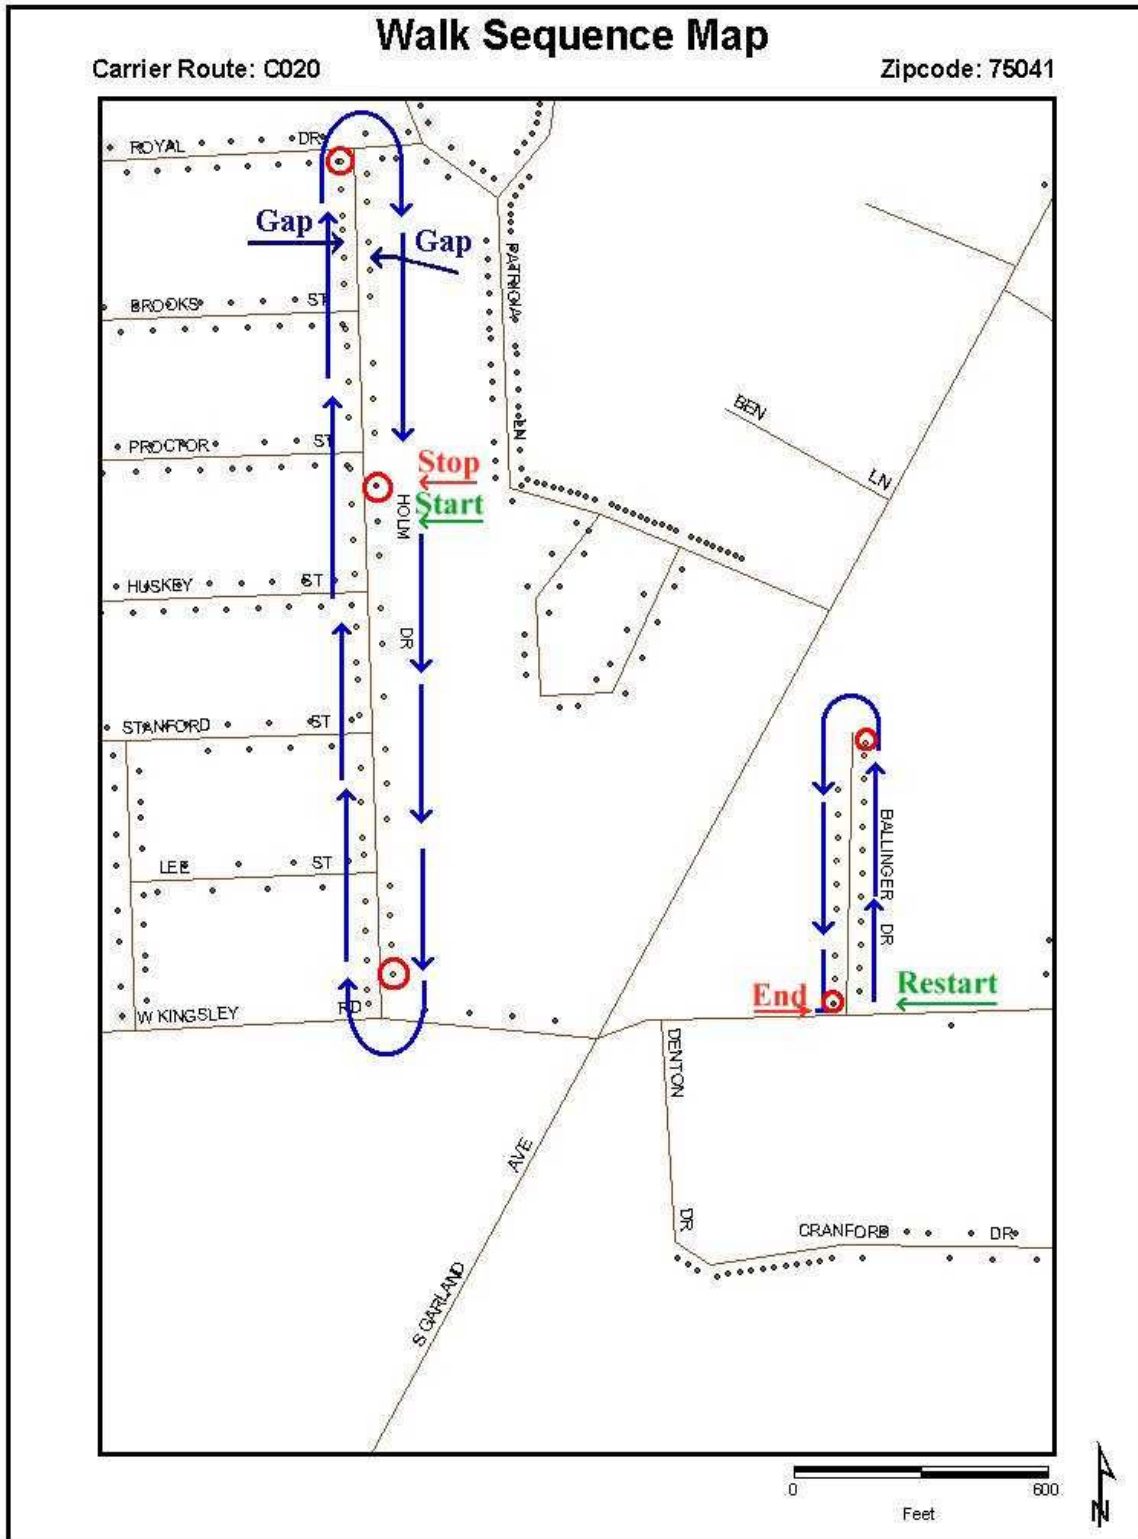 Walk Sequence Map
Carrier Route: C020
Zipcode: 75041
ROYAL DR
Gap
Gap
PATRICIA LN
BROOKS ST
BEN LN
PROCTOR ST
Stop
Start
HOLM DR
HUSKEY ST
STANFORD ST
BALLINGER DR
LEE ST
End
Restart
W KINGSLEY RD
DENTON DR
S GARLAND AVE
CRANFORD DR
0
600
Feet
N